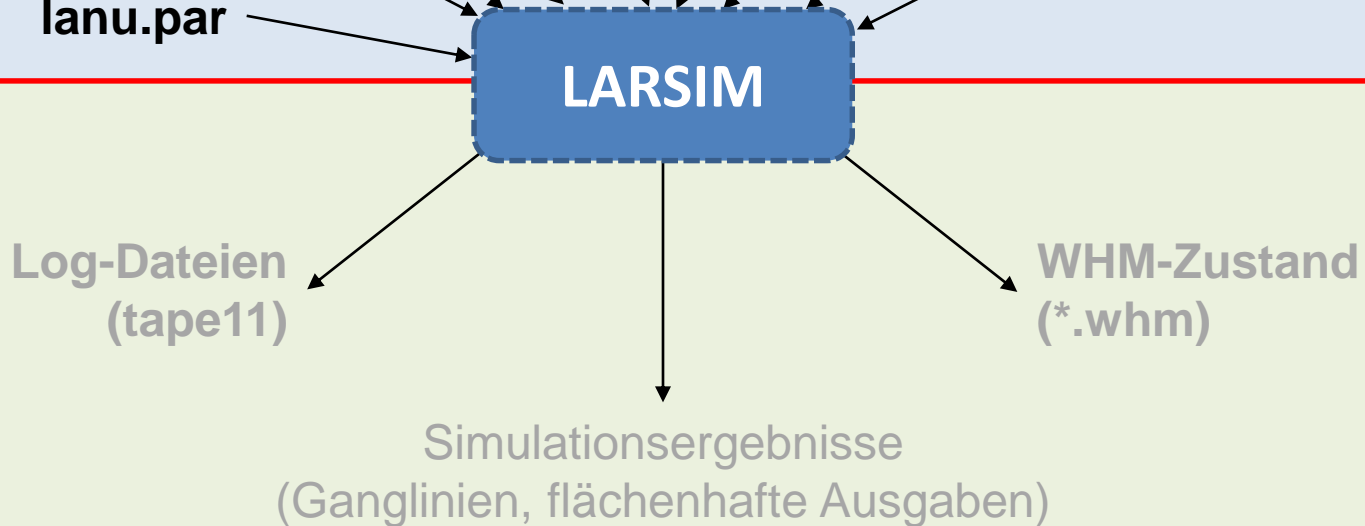 lanu.par
LARSIM
Log-Dateien
(tape11)
WHM-Zustand
(*.whm)
Simulationsergebnisse
(Ganglinien, flächenhafte Ausgaben)